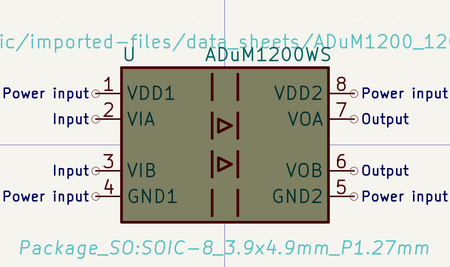 ic/imported-files/data_sheets/ADuM1200_120
U ADuM1200WS
Power input 1 VDD1 VDD2 8 Power input
Input 2 VIA VOA 7 Output
Input 3 VIB VOB 6 Output
Power input 4 GND1 GND2 5 Power input
Package_SO:SOIC-8_3.9x4.9mm_P1.27mm